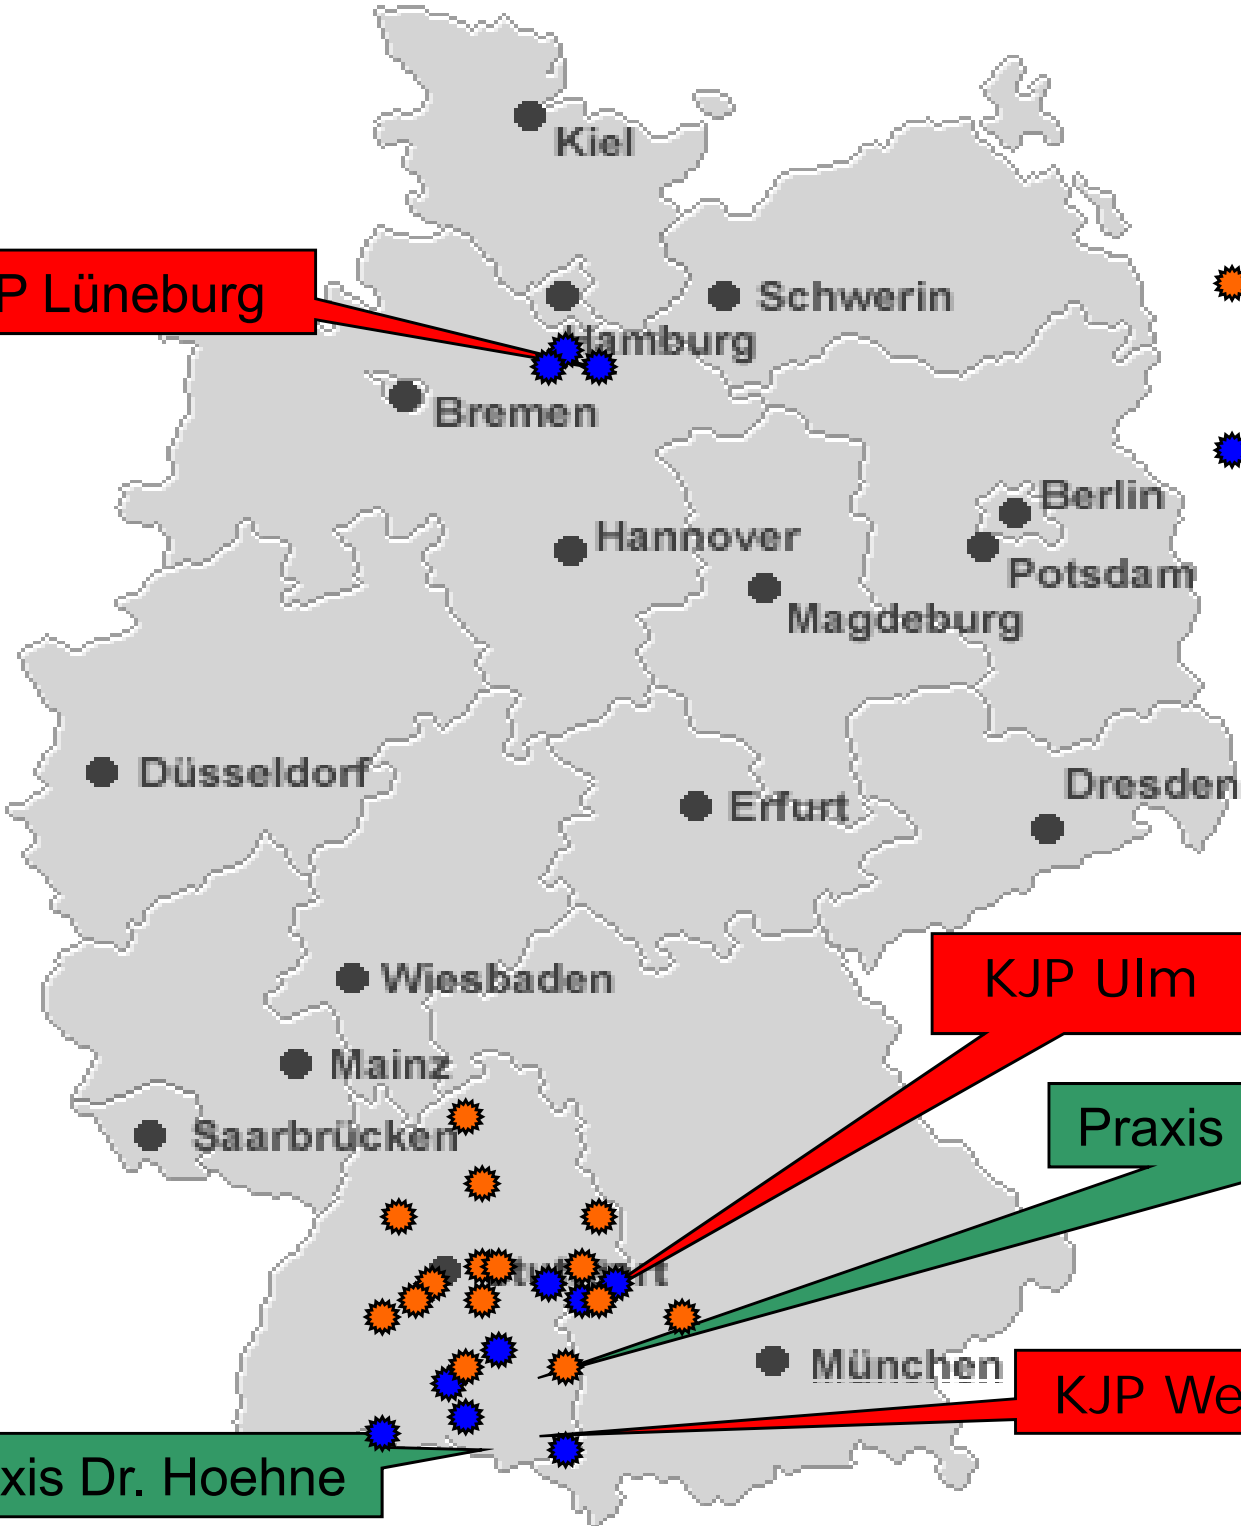 Kiel
P Lüneburg
Schwerin
Hamburg
Bremen
Berlin
Hannover
Potsdam
Magdeburg
Düsseldorf
Dresden
Erfurt
KJP Ulm
Wiesbaden
Mainz
Praxis
Saarbrücken
München
KJP We
xis Dr. Hoehne